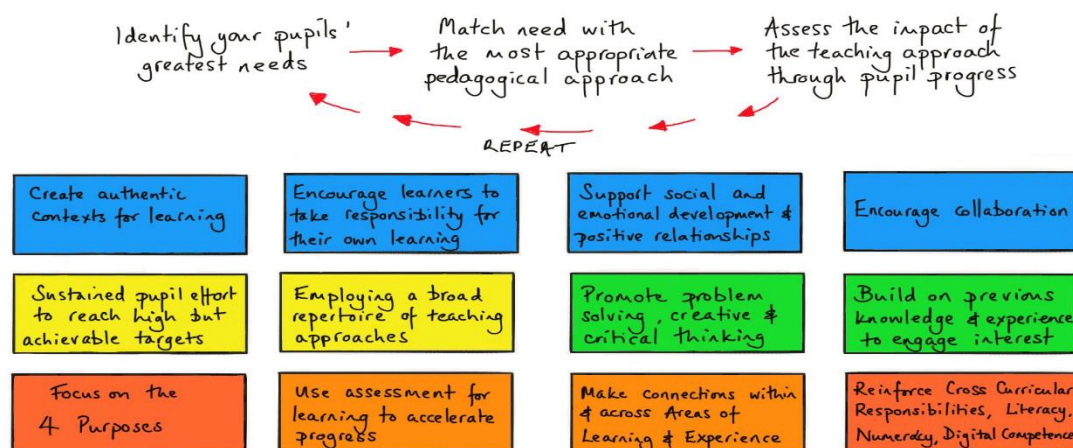 Identify your pupils'
greatest needs
Match need with
the most appropriate
pedagogical approach
Assess the impact of
the teaching approach
through pupil progress
REPEAT
Create authentic
contexts for learning
Encourage learners to
take responsibility for
their own learning
Support social and
emotional development &
positive relationships
Encourage collaboration
Sustained pupil effort
to reach high but
achievable targets
Employing a broad
repertoire of teaching
approaches
Promote problem
solving, creative &
critical thinking
Build on previous
knowledge & experience
to engage interest
Focus on the
4 Purposes
Use assessment for
learning to accelerate
progress
Make connections within
& across Areas of
Learning & Experience
Reinforce Cross Curricular
Responsibilities, Literacy,
Numeracy, Digital Competence